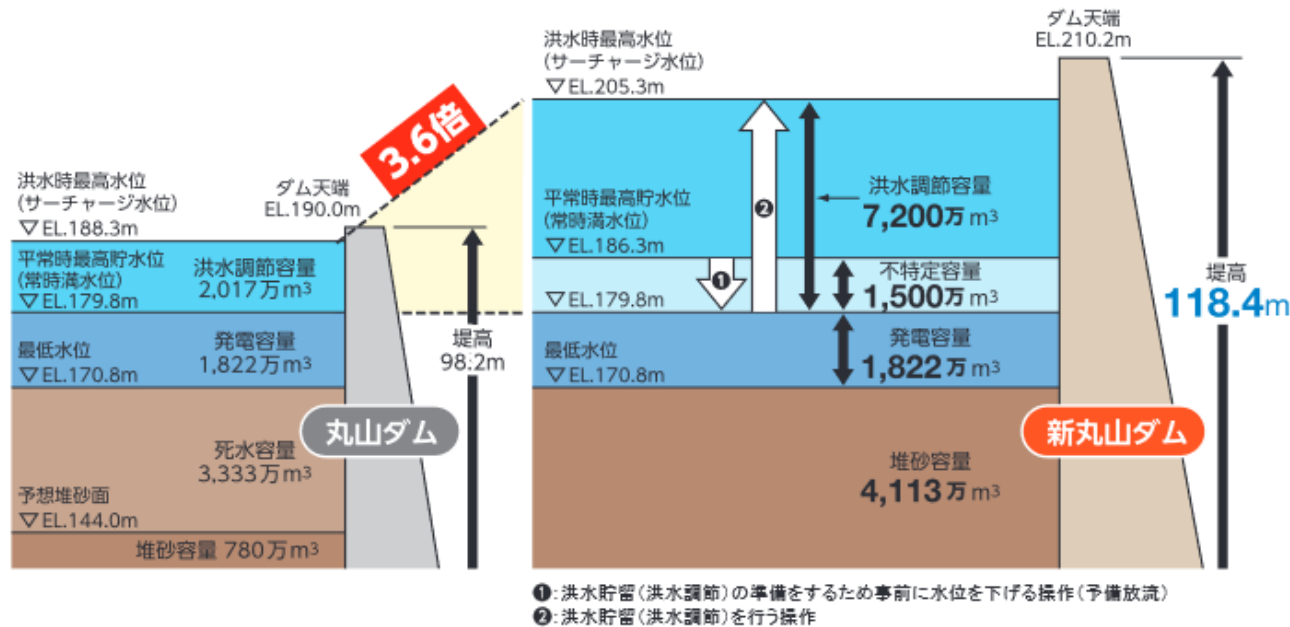 洪水時最高水位
(サーチャージ水位)
▽EL.188.3m
平常時最高貯水位
(常時満水位)
▽EL.179.8m
洪水調節容量
2,017万m3
最低水位
▽EL.170.8m
発電容量
1,822万m3
死水容量
3,333万m3
予想堆砂面
▽EL.144.0m
堆砂容量 780万m3
ダム天端
EL.190.0m
堤高
98.2m
丸山ダム
3.6倍
洪水時最高水位
(サーチャージ水位)
▽EL.205.3m
平常時最高貯水位
(常時満水位)
▽EL.186.3m
▽EL.179.8m
最低水位
▽EL.170.8m
❶
❷
洪水調節容量
7,200万m3
不特定容量
1,500万m3
発電容量
1,822万m3
堆砂容量
4,113万m3
ダム天端
EL.210.2m
堤高
118.4m
新丸山ダム
❶:洪水貯留(洪水調節)の準備をするため事前に水位を下げる操作(予備放流)
❷:洪水貯留(洪水調節)を行う操作